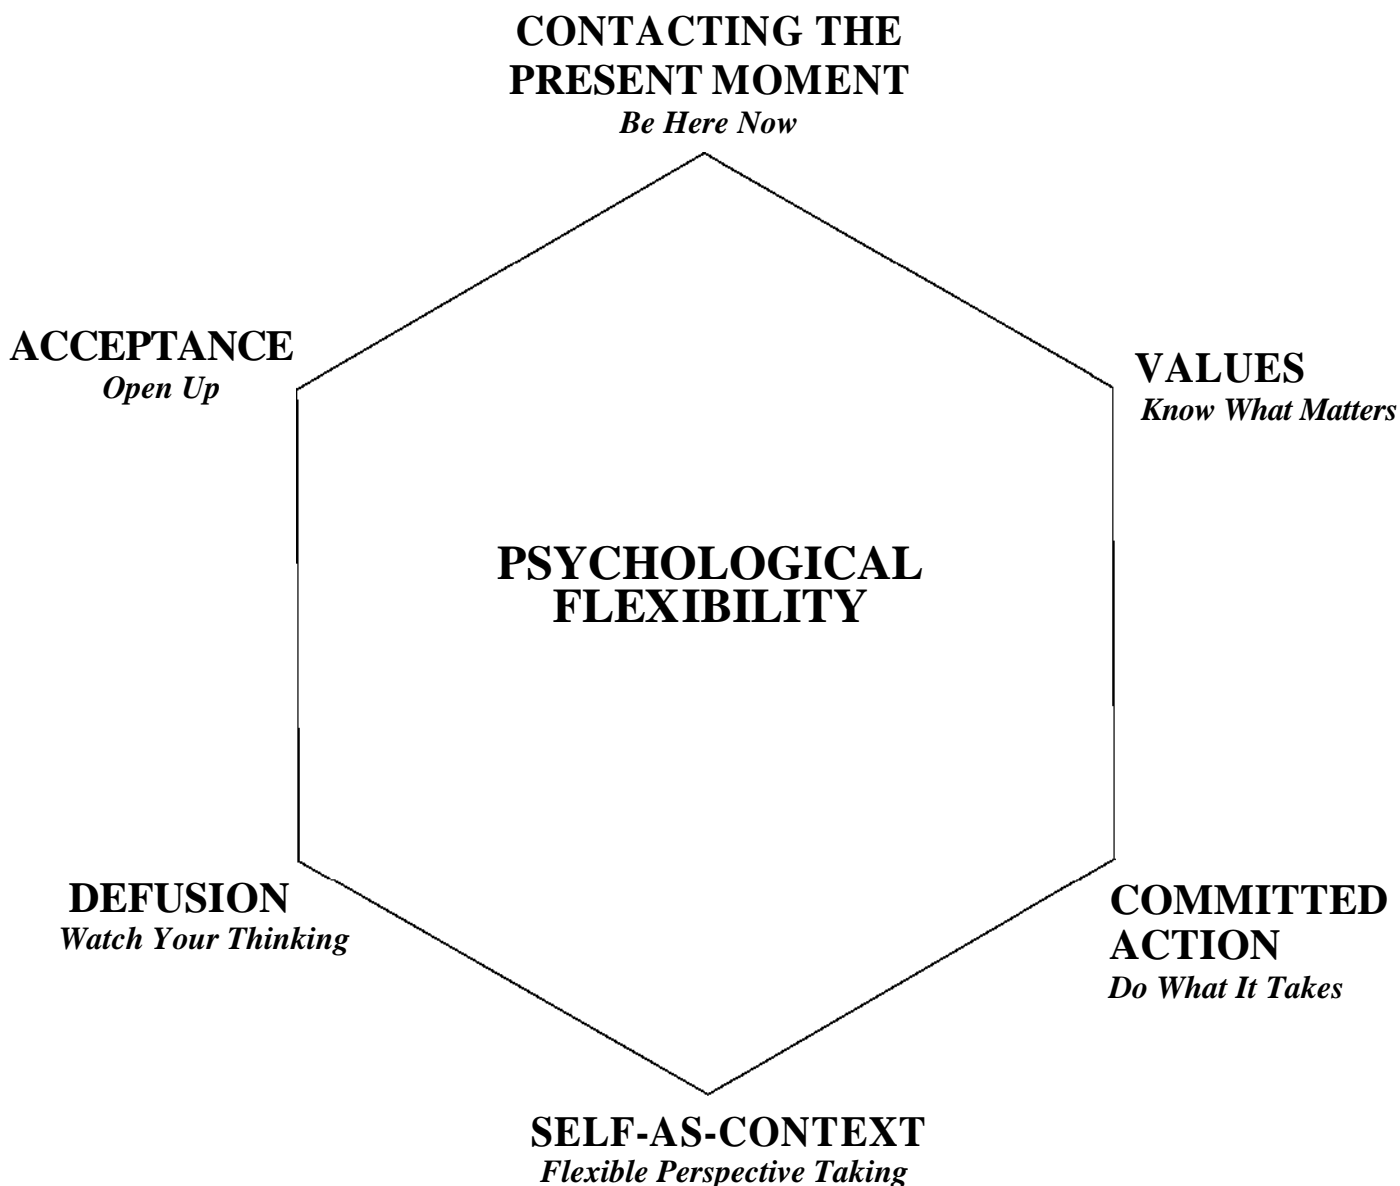 CONTACTING THE
PRESENT MOMENT
Be Here Now
ACCEPTANCE
Open Up
VALUES
Know What Matters
PSYCHOLOGICAL
FLEXIBILITY
DEFUSION
Watch Your Thinking
COMMITTED
ACTION
Do What It Takes
SELF-AS-CONTEXT
Flexible Perspective Taking